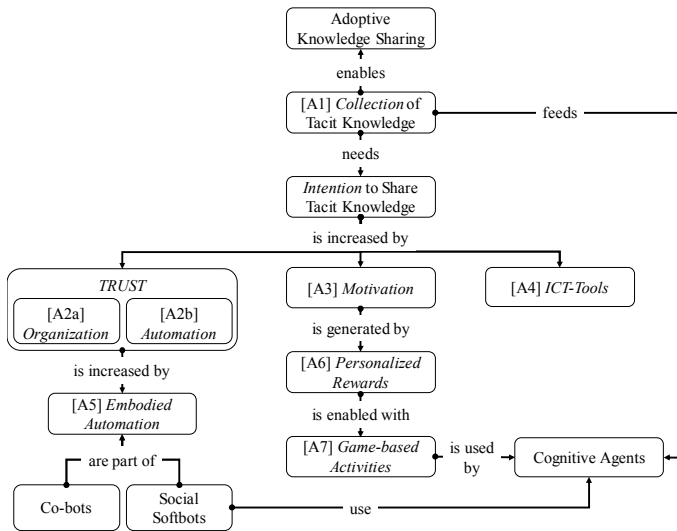 Adoptive
Knowledge Sharing
enables
[A1] Collection of
Tacit Knowledge
feeds
needs
Intention to Share
Tacit Knowledge
is increased by
TRUST
[A2a]
Organization
[A2b]
Automation
[A3] Motivation
[A4] ICT-Tools
is generated by
is increased by
[A6] Personalized
Rewards
[A5] Embodied
Automation
is enabled with
are part of
[A7] Game-based
Activities
is used
by
Cognitive Agents
Co-bots
Social
Softbots
use